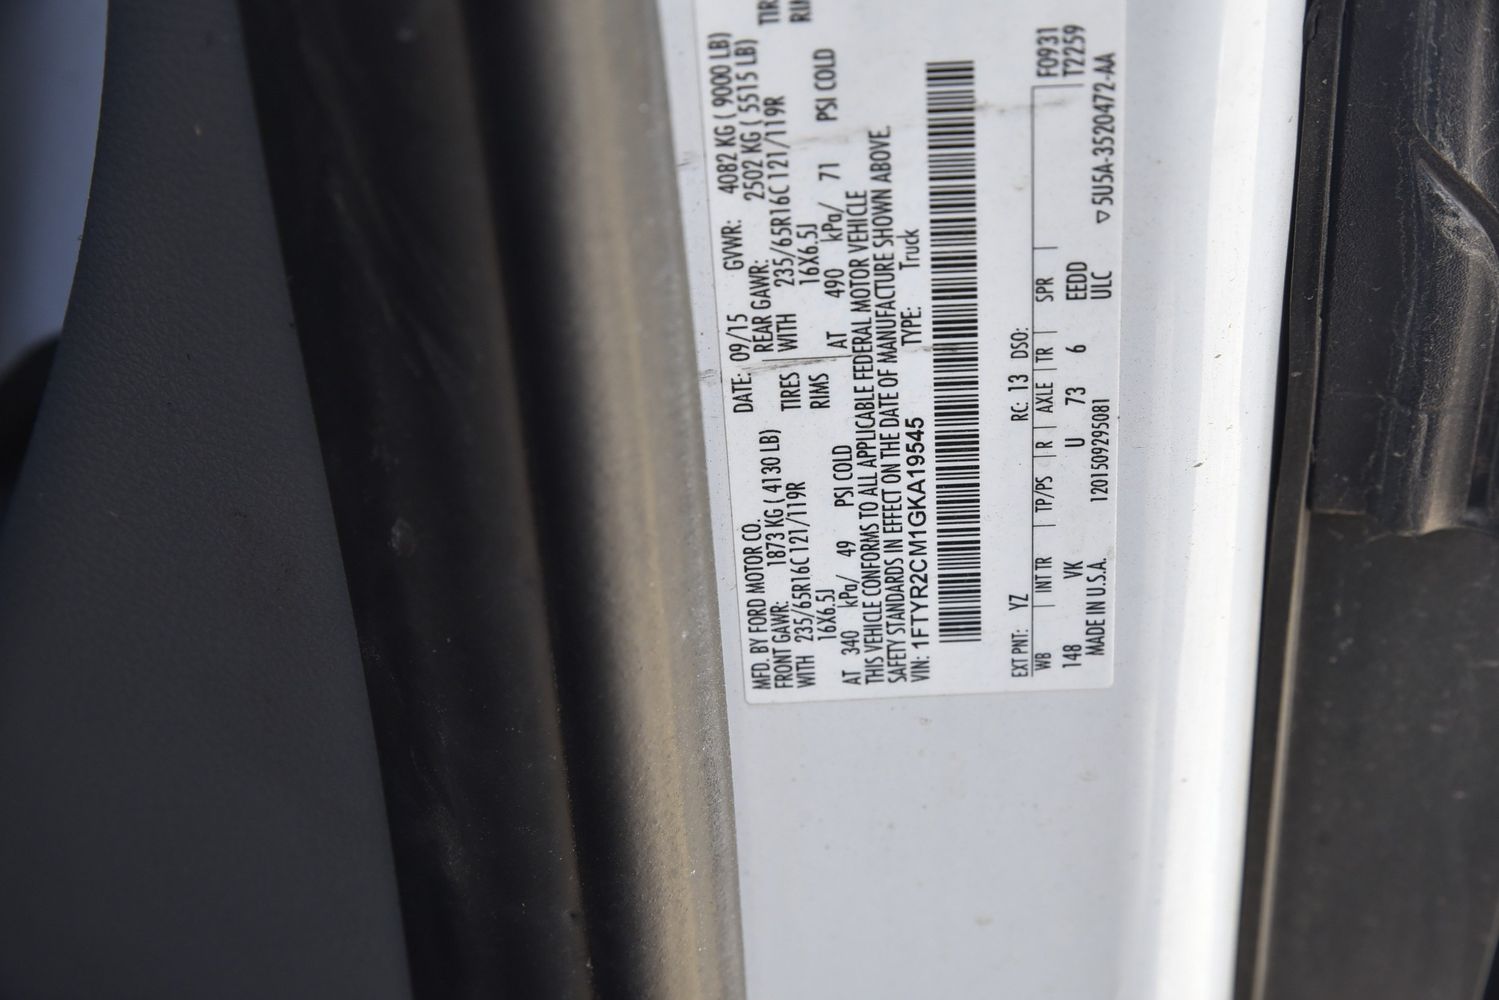 MFD. BY FORD MOTOR CO. DATE: 09/15 GVWR: 4082 KG ( 9000 LB)
FRONT GAWR: 1873 KG ( 4130 LB) REAR GAWR: 2502 KG ( 5515 LB)
WITH 235/65R16C 121/119R TIRES WITH 235/65R16C 121/119R TIR
16X6.5J RIMS 16X6.5J RI
AT 340 kPa/ 49 PSI COLD AT 490 kPa/ 71 PSI COLD
THIS VEHICLE CONFORMS TO ALL APPLICABLE FEDERAL MOTOR VEHICLE
SAFETY STANDARDS IN EFFECT ON THE DATE OF MANUFACTURE SHOWN ABOVE.
VIN: 1FTYR2CM1GKA19545 TYPE: Truck
EXT PNT: YZ RC: 13 DSO: F0931
WB INT TR TP/PS R AXLE TR SPR T2259
148 VK U 73 6 EEDD
MADE IN U.S.A. 1201509295081 ULC ▽5U5A-3520472-AA